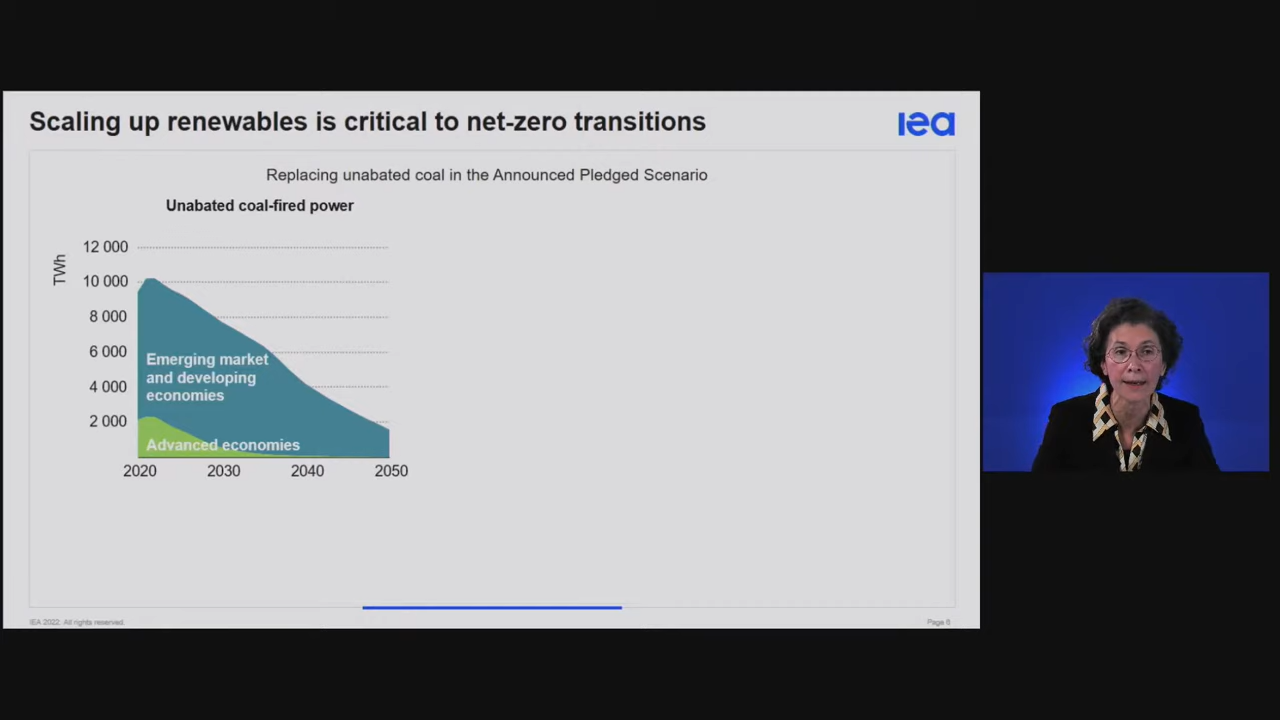 Scaling up renewables is critical to net-zero transitions
iea
Replacing unabated coal in the Announced Pledged Scenario
Unabated coal-fired power
TWh
12 000
10 000
8 000
6 000
4 000
2 000
Emerging market
and developing
economies
Advanced economies
2020 2030 2040 2050
IEA 2022. All rights reserved.
Page 8